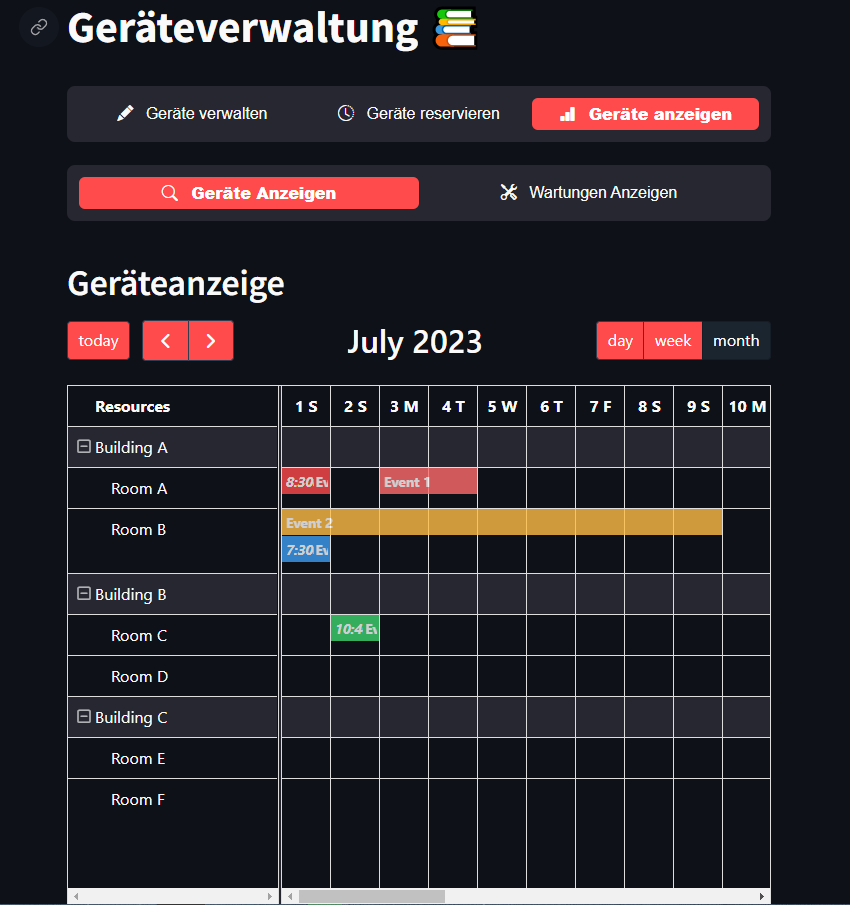 Geräteverwaltung
Geräte verwalten Geräte reservieren Geräte anzeigen
Geräte Anzeigen Wartungen Anzeigen
Geräteanzeige
today July 2023 day week month
Resources 1 S 2 S 3 M 4 T 5 W 6 T 7 F 8 S 9 S 10 M
Building A
Room A 8:30 Ev Event 1
Room B Event 2
7:30 Ev
Building B
Room C 10:4 Ev
Room D
Building C
Room E
Room F